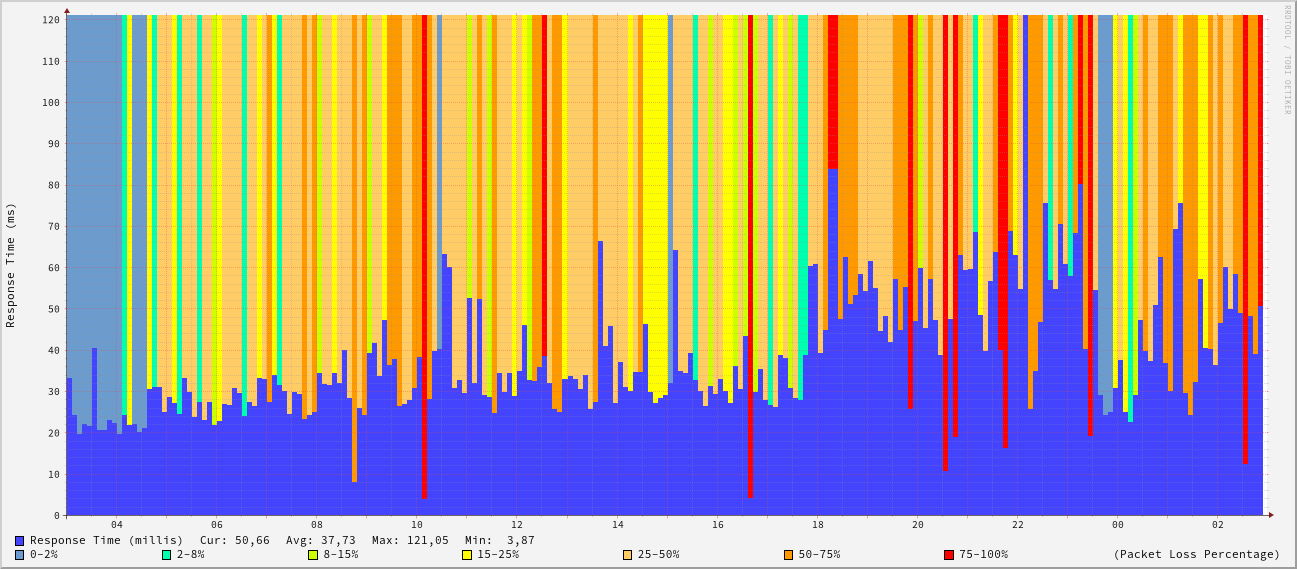 RRDTOOL / TOBI OETIKER
Response Time (ms)
120
110
100
90
80
70
60
50
40
30
20
10
0
04 06 08 10 12 14 16 18 20 22 00 02
Response Time (millis) Cur: 50,66 Avg: 37,73 Max: 121,05 Min: 3,87
0-2% 2-8% 8-15% 15-25% 25-50% 50-75% 75-100% (Packet Loss Percentage)